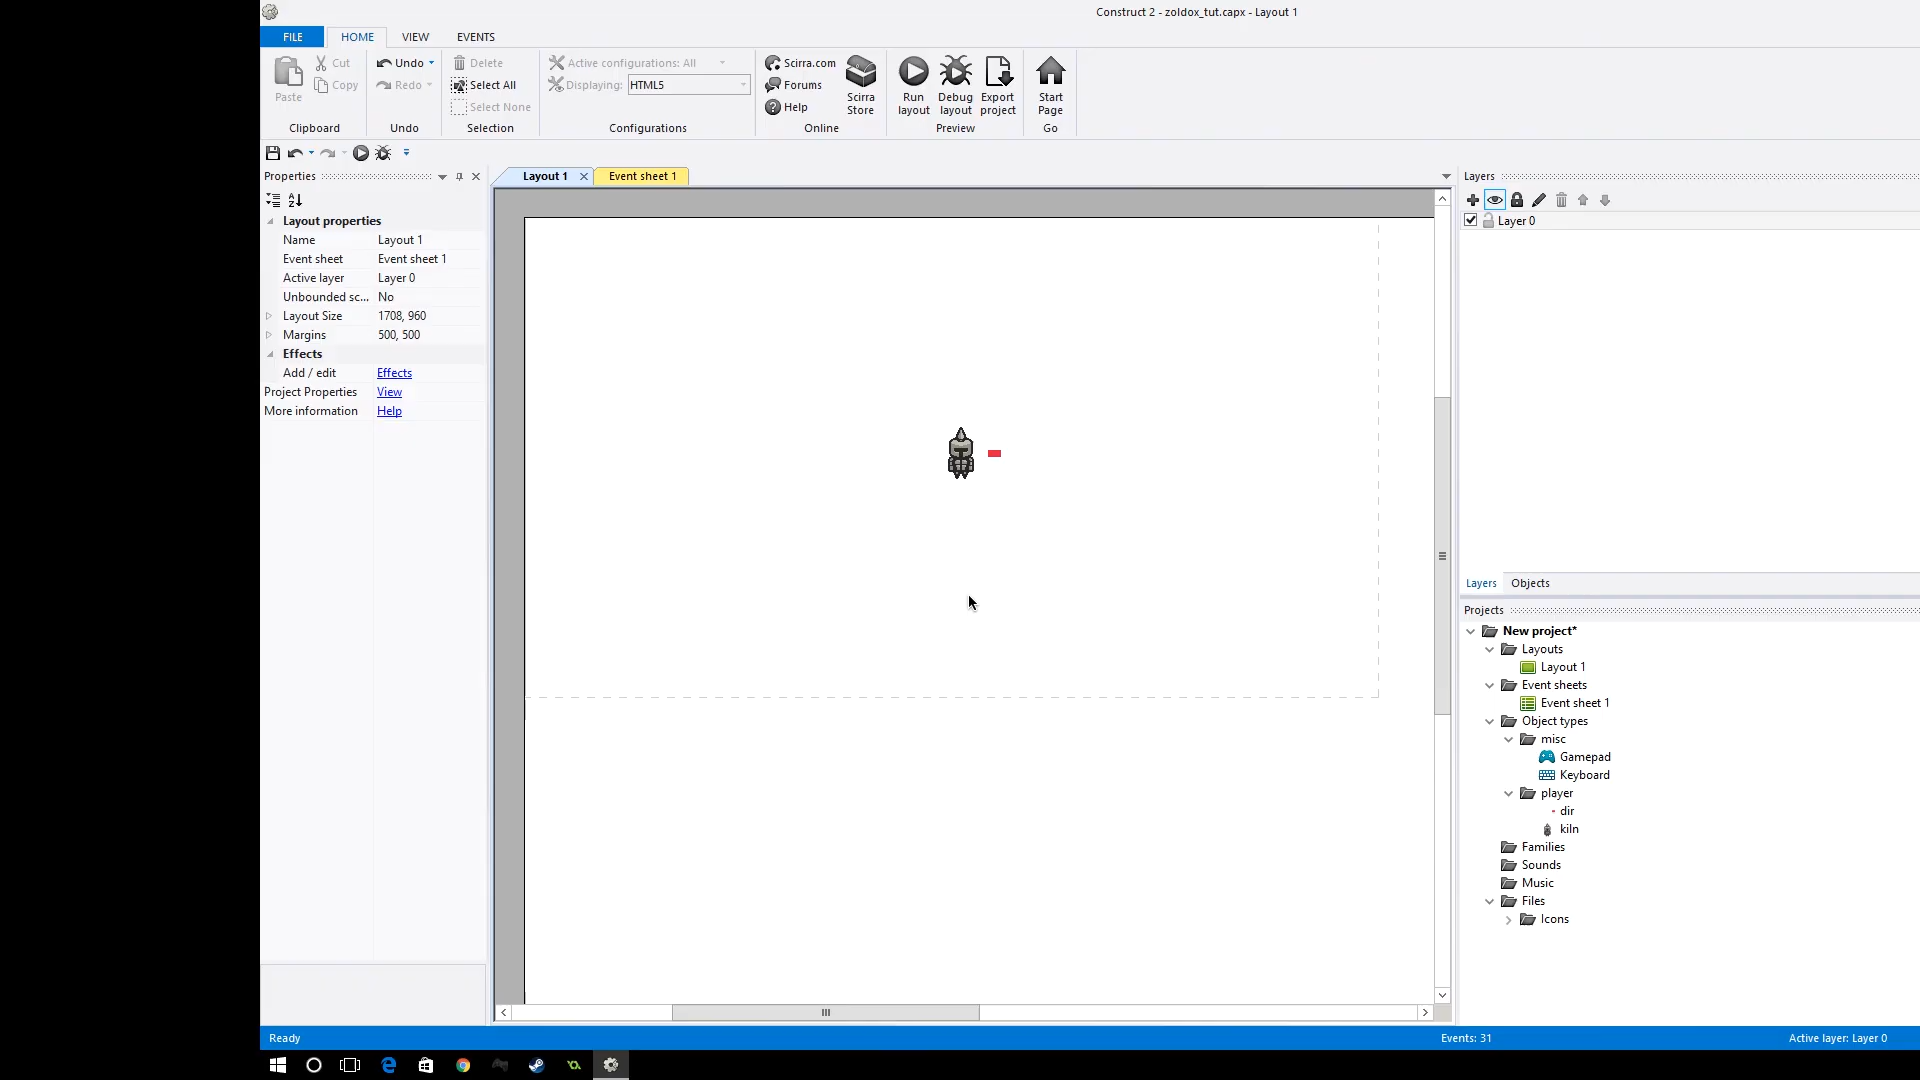 Construct 2 - zoldox_tut.capx - Layout 1
FILE HOME VIEW EVENTS
Paste
Cut
Copy
Clipboard
Undo
Redo
Undo
Delete
Select All
Select None
Selection
Active configurations: All
Displaying: HTML5
Configurations
Scirra.com
Forums
Help
Scirra Store
Online
Run layout
Debug layout
Export project
Preview
Start Page
Go
Properties
Layout properties
Name Layout 1
Event sheet Event sheet 1
Active layer Layer 0
Unbounded sc... No
Layout Size 1708, 960
Margins 500, 500
Effects
Add / edit Effects
Project Properties View
More information Help
Layout 1
Event sheet 1
Layers
Layer 0
Layers Objects
Projects
New project*
Layouts
Layout 1
Event sheets
Event sheet 1
Object types
misc
Gamepad
Keyboard
player
dir
kiln
Families
Sounds
Music
Files
Icons
Ready
Events: 31
Active layer: Layer 0